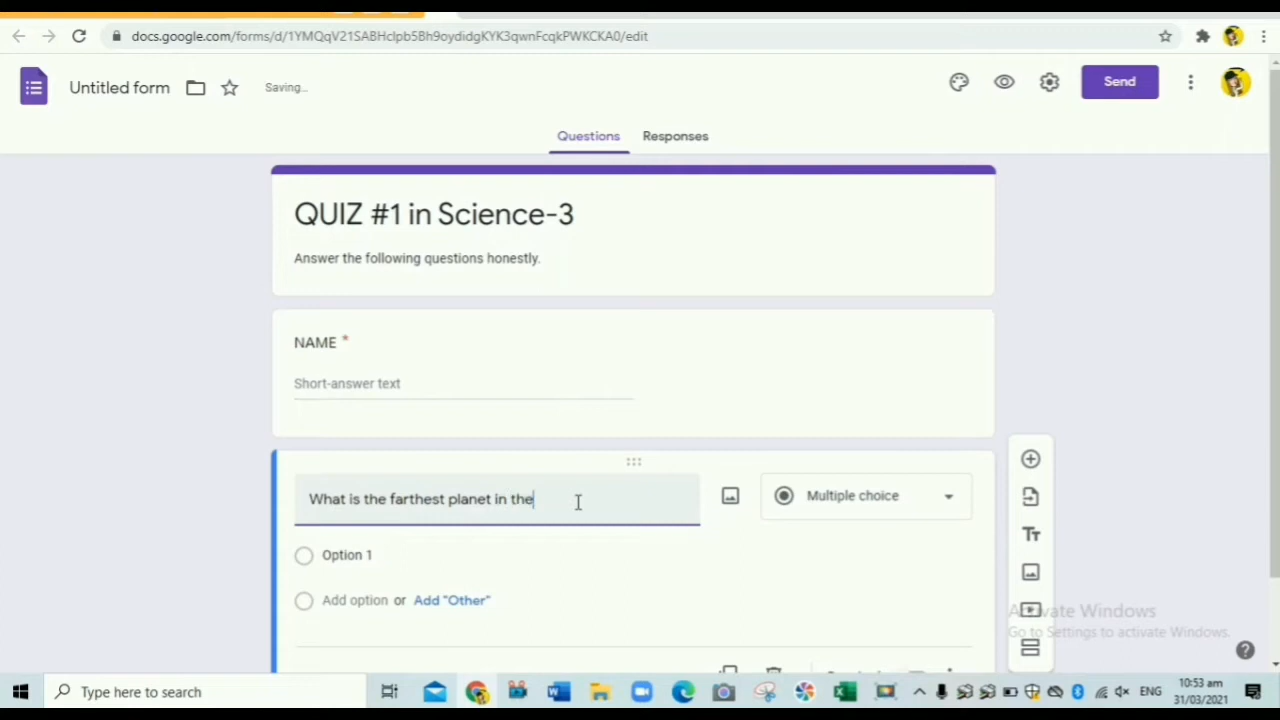 docs.google.com/forms/d/1YMQqV21SABHclpb5Bh9oydidgKYK3qwnFcqkPWKCKA0/edit
Untitled form
Saving...
Send
Questions
Responses
QUIZ #1 in Science-3
Answer the following questions honestly.
NAME *
Short-answer text
What is the farthest planet in the
Multiple choice
Option 1
Add option or Add "Other"
Tт
Activate Windows
Go to Settings to activate Windows.
Type here to search
ENG
10:53 am
31/03/2021